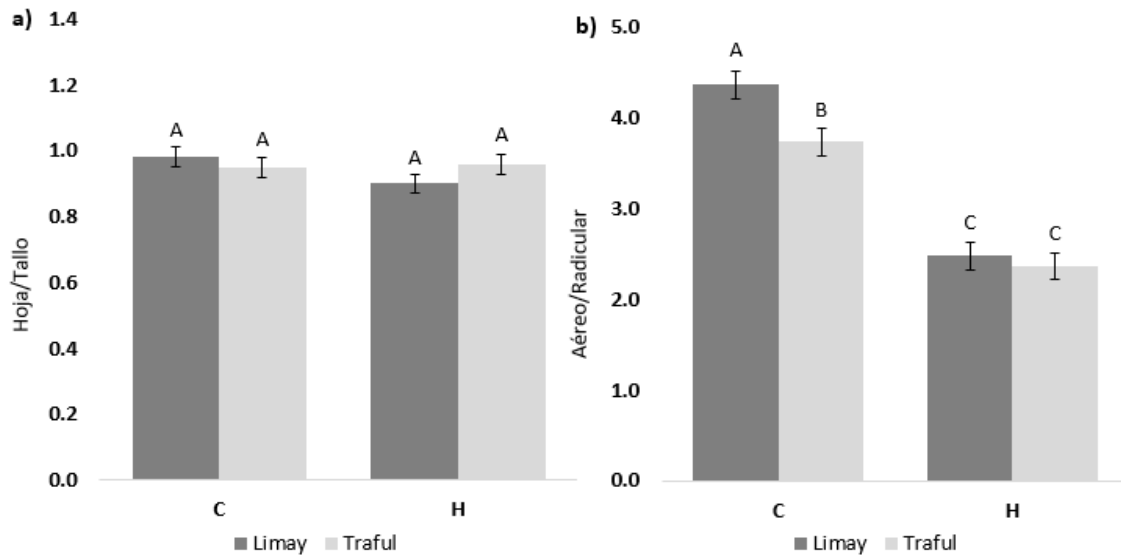 a)
1.4
1.2
1.0
0.8
0.6
0.4
0.2
0.0
Hoja/Tallo
A
A
A
A
C
H
Limay
Traful
b)
5.0
4.0
3.0
2.0
1.0
0.0
Aéreo/Radicular
A
B
C
C
C
H
Limay
Traful